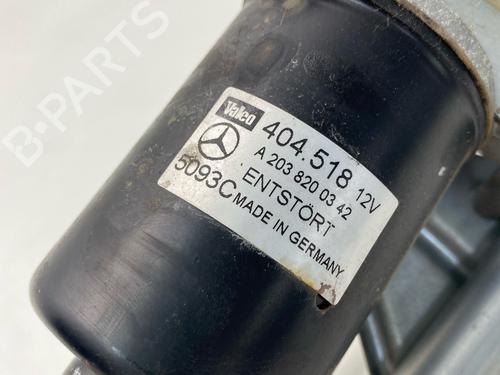 Valeo
404.518 12V
A 203 820 03 42
ENTSTÖRT
5093C MADE IN GERMANY
B-PARTS